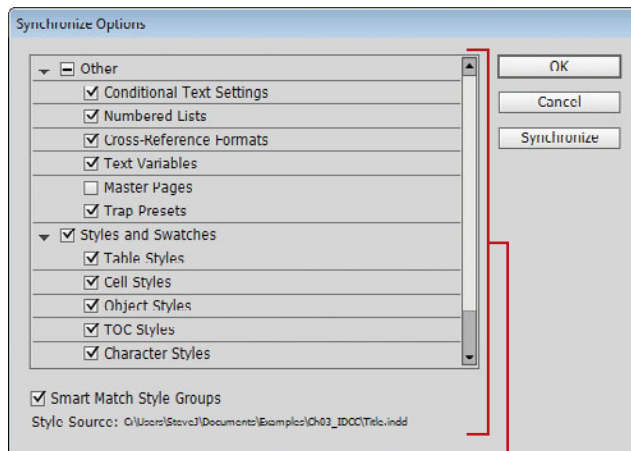 Synchronize Options
Other
Conditional Text Settings
Numbered Lists
Cross-Reference Formats
Text Variables
Master Pages
Trap Presets
Styles and Swatches
Table Styles
Cell Styles
Object Styles
TOC Styles
Character Styles
OK
Cancel
Synchronize
Smart Match Style Groups
Style Source: C:\Users\SteveJ\Documents\Examples\Ch03_IDCC\Title.indd